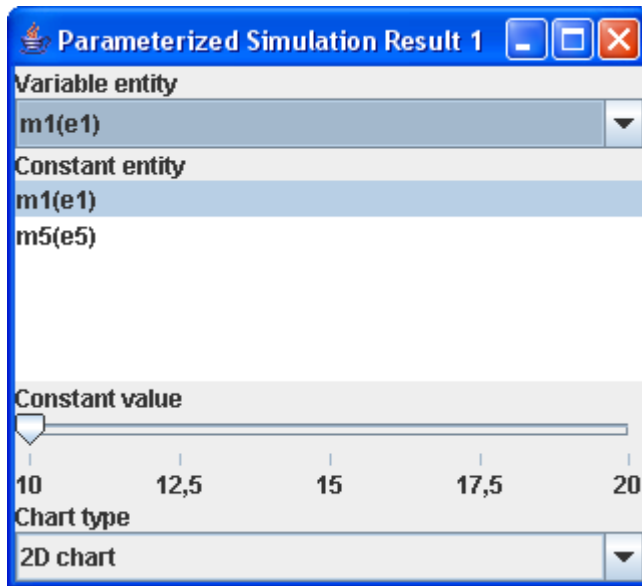 Parameterized Simulation Result 1
Variable entity
m1(e1)
Constant entity
m1(e1)
m5(e5)
Constant value
10 12,5 15 17,5 20
Chart type
2D chart